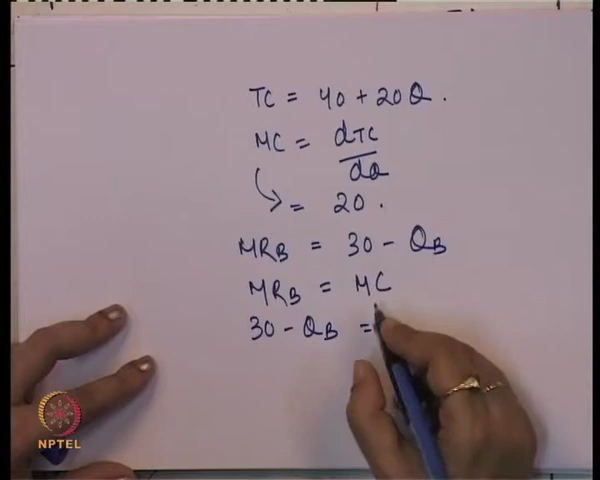 TC = 40 + 20Q.
MC = dTC/dQ
= 20.
MRB = 30 - QB
MRB = MC
30 - QB =
NPTEL